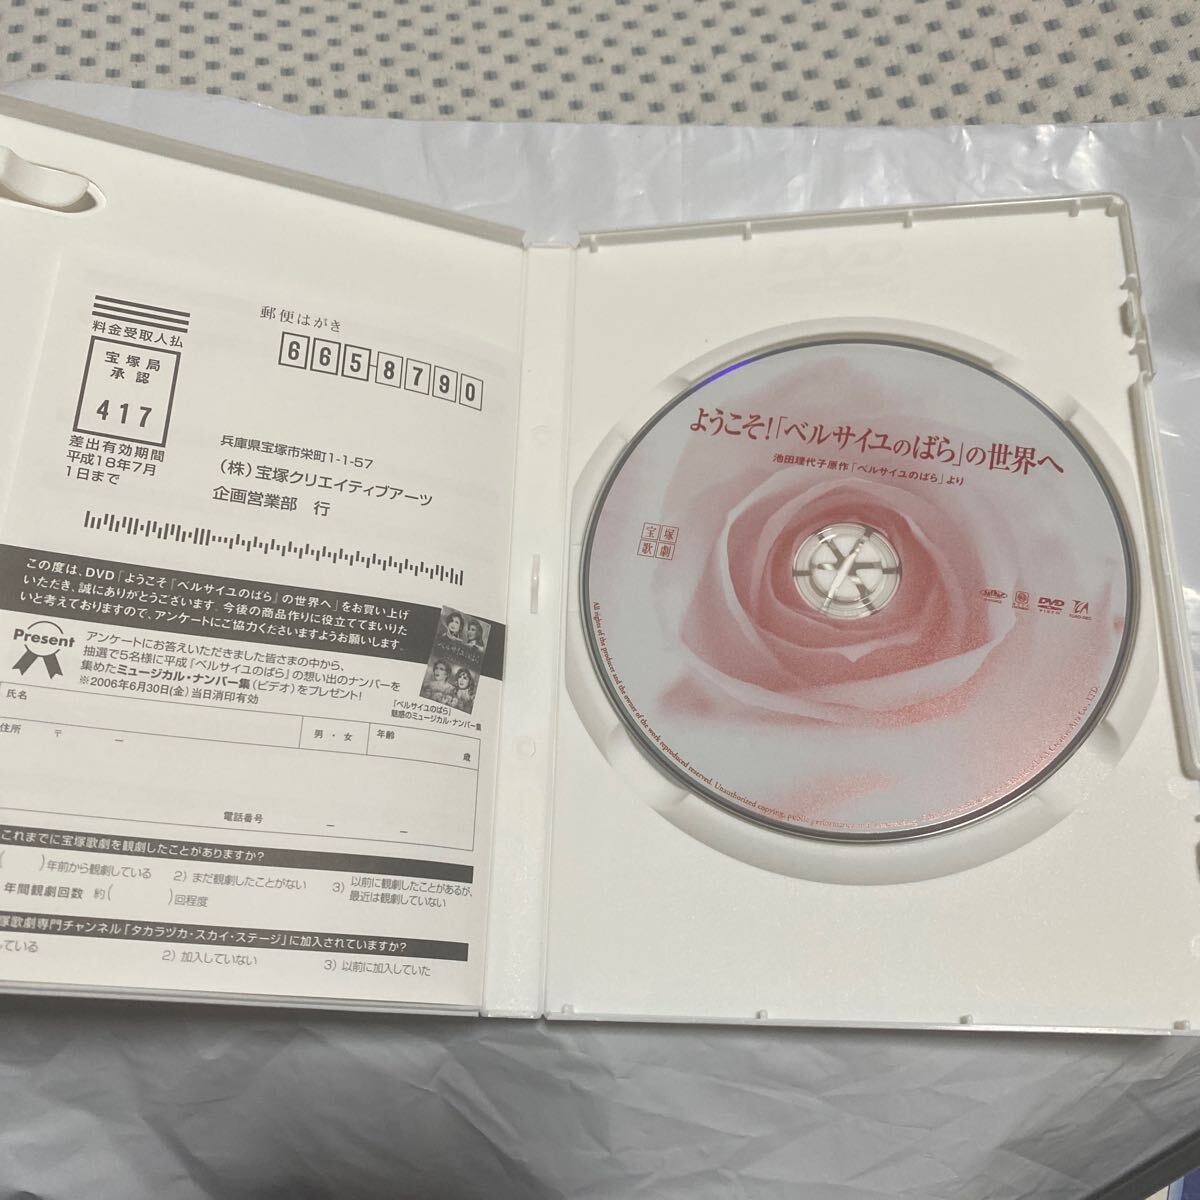 郵便はがき
料金受取人払
665-8790
宝塚局
承認
417
差出有効期間
平成18年7月
1日まで
兵庫県宝塚市栄町1-1-57
(株)宝塚クリエイティブアーツ
企画営業部 行
この度は、DVD「ようこそ『ベルサイユのばら』の世界へ」をお買い上げ
いただき、誠にありがとうございます。今後の商品作りに役立ててまいりた
いと考えておりますので、アンケートにご協力くださいますようお願いします。
Present
アンケートにお答えいただきました皆さまの中から、
抽選で5名様に平成『ベルサイユのばら』の想い出のナンバーを
集めたミュージカル・ナンバー集(ビデオ)をプレゼント!
※2006年6月30日(金)当日消印有効
「ベルサイユのばら」
魅惑のミュージカル・ナンバー集
氏名
男・女
年齢
歳
住所
〒 ー
電話番号 ー ー
これまでに宝塚歌劇を観劇したことがありますか?
( )年前から観劇している
2) まだ観劇したことがない
3) 以前に観劇したことがあるが、
最近は観劇していない
年間観劇回数 約( )回程度
塚歌劇専門チャンネル「タカラヅカ・スカイ・ステージ」に加入されていますか?
ている
2) 加入していない
3) 以前に加入していた
ようこそ!「ベルサイユのばら」の世界へ
池田理代子原作「ベルサイユのばら」より
宝塚
歌劇
DVD
VIDEO
All rights of the producer and the owner of the work reproduced reserved. Unauthorized copying, public performance